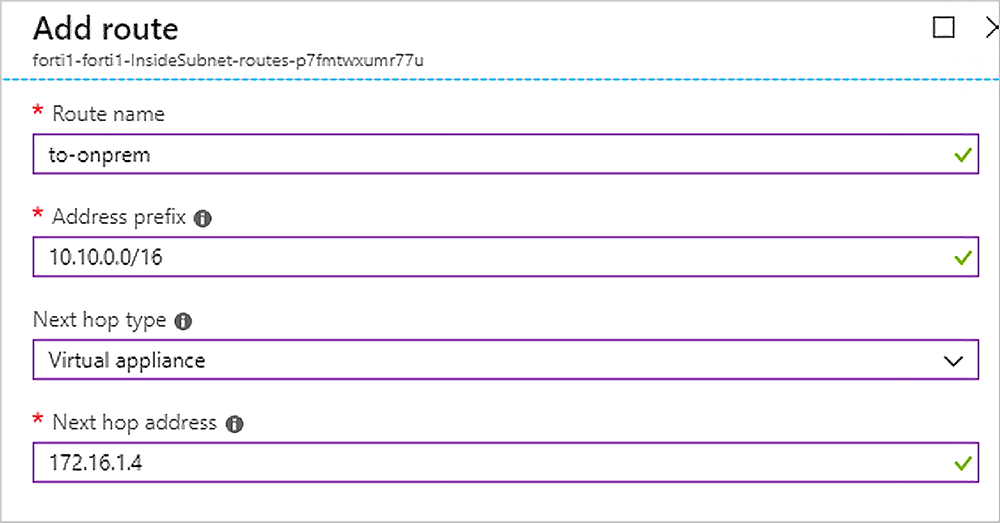 Add route
forti1-forti1-InsideSubnet-routes-p7fmtwxumr77u
* Route name
to-onprem
* Address prefix
10.10.0.0/16
Next hop type
Virtual appliance
* Next hop address
172.16.1.4